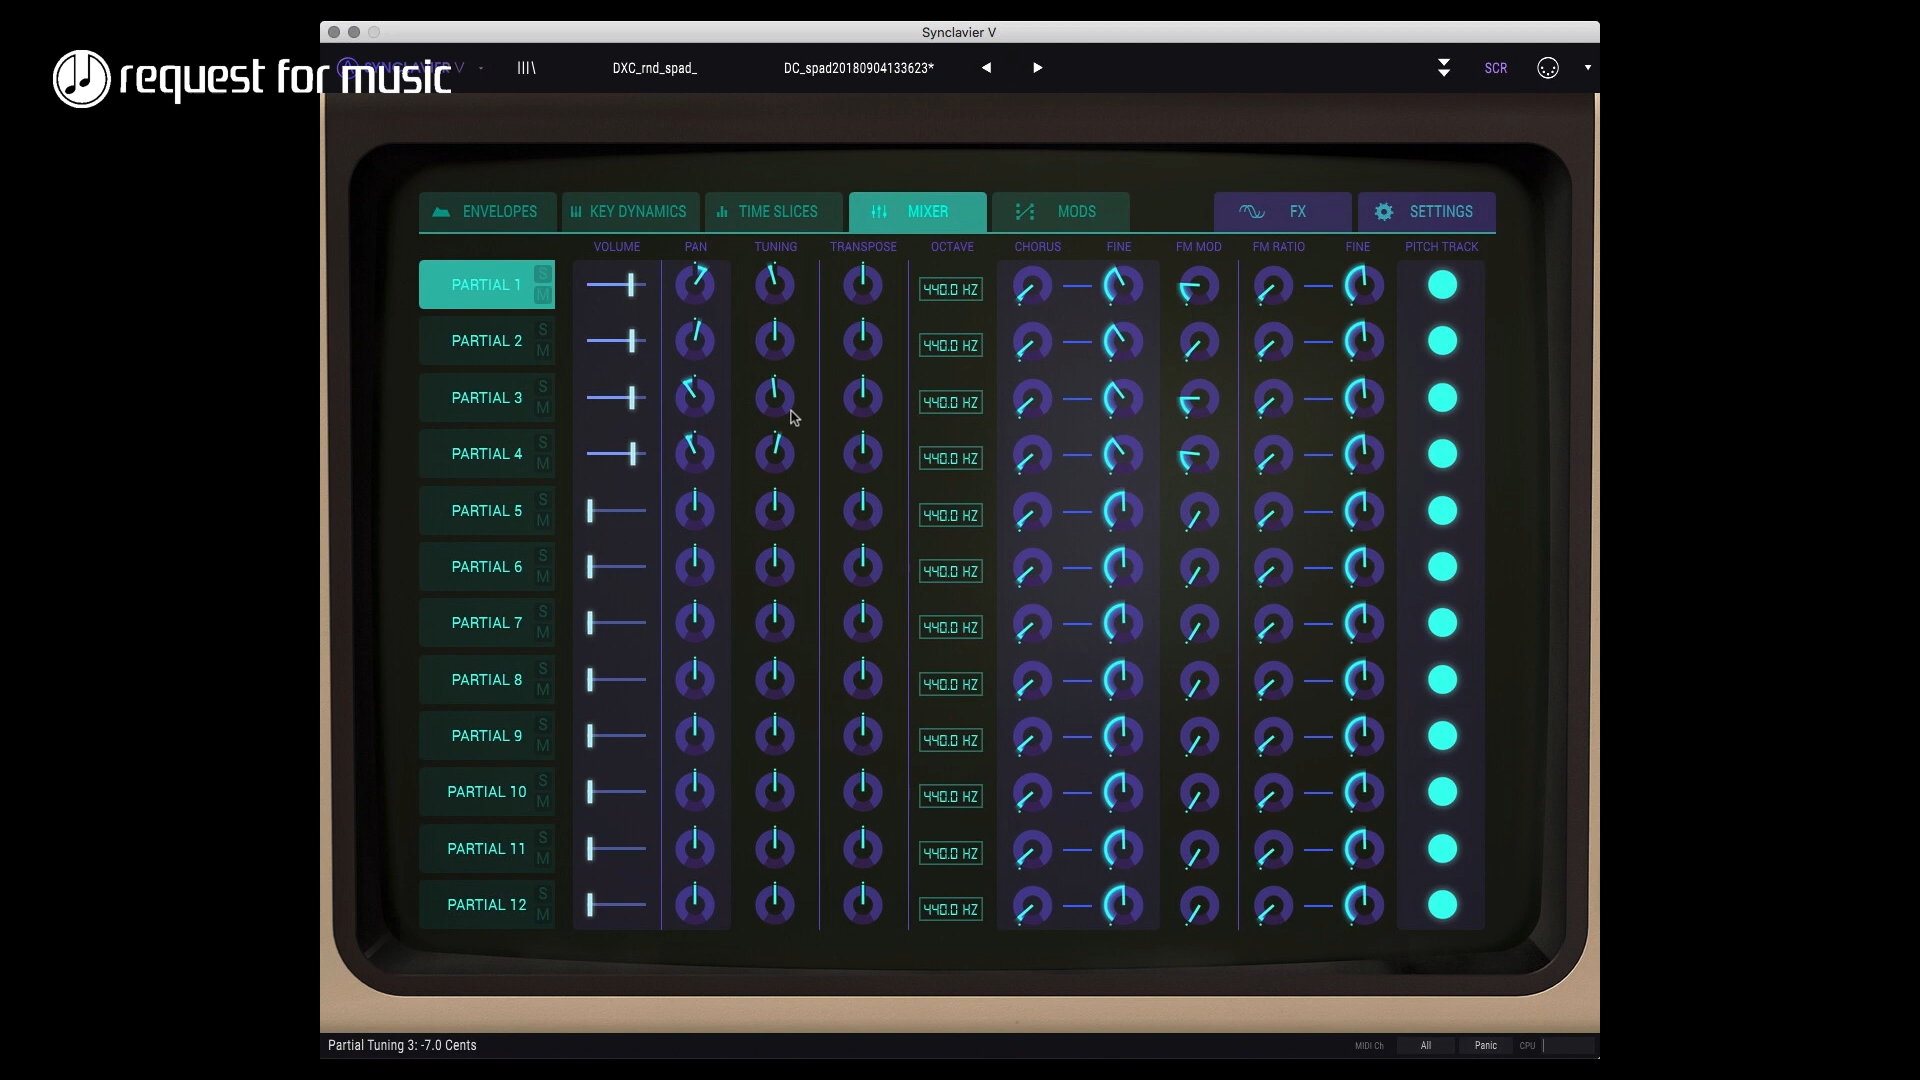 Synclavier V
request for music
SYNCLAVIER V
DXC_rnd_spad_
DC_spad20180904133623*
SCR
ENVELOPES
KEY DYNAMICS
TIME SLICES
MIXER
MODS
FX
SETTINGS
VOLUME PAN TUNING TRANSPOSE OCTAVE CHORUS FINE FM MOD FM RATIO FINE PITCH TRACK
PARTIAL 1 S M 440.0 HZ
PARTIAL 2 S M 440.0 HZ
PARTIAL 3 S M 440.0 HZ
PARTIAL 4 S M 440.0 HZ
PARTIAL 5 S M 440.0 HZ
PARTIAL 6 S M 440.0 HZ
PARTIAL 7 S M 440.0 HZ
PARTIAL 8 S M 440.0 HZ
PARTIAL 9 S M 440.0 HZ
PARTIAL 10 S M 440.0 HZ
PARTIAL 11 S M 440.0 HZ
PARTIAL 12 S M 440.0 HZ
Partial Tuning 3: -7.0 Cents
MIDI Ch
All
Panic
CPU